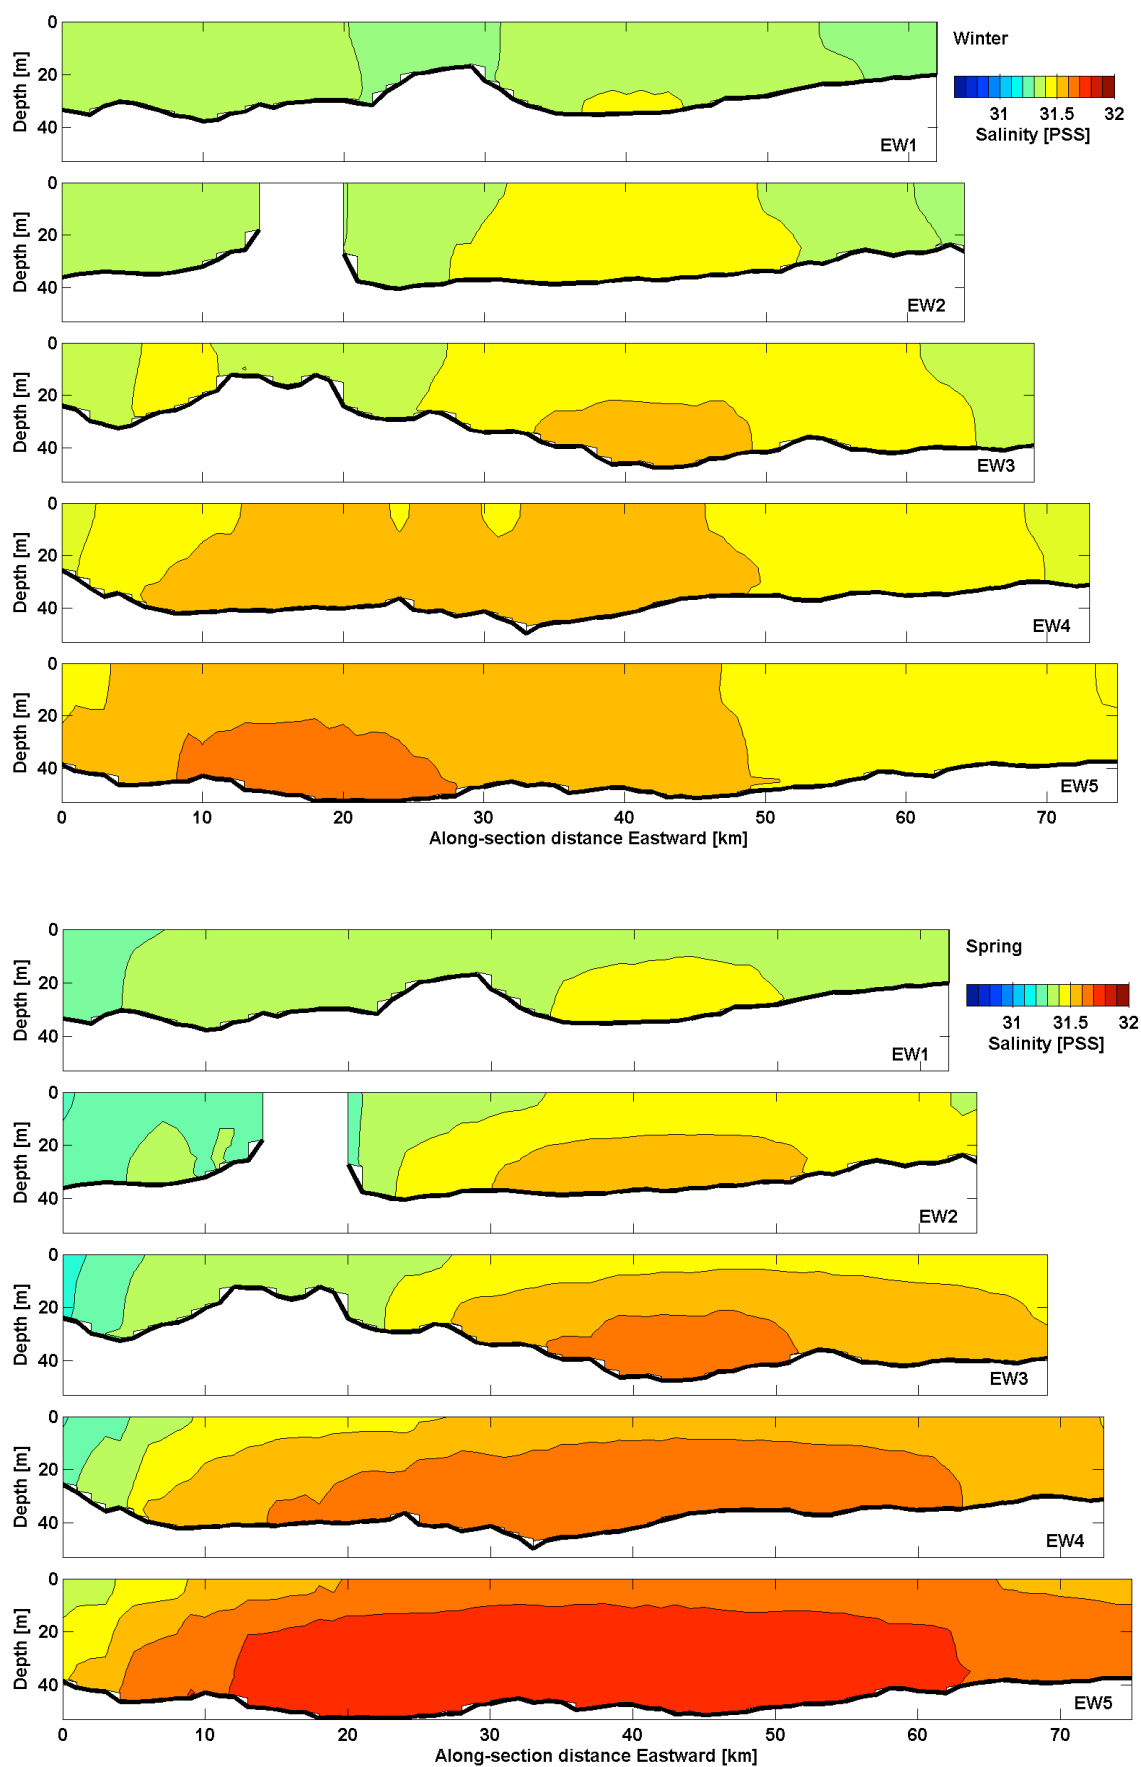 0
20
40
Depth [m]
EW1
Winter
31
31.5
32
Salinity [PSS]
0
20
40
Depth [m]
EW2
0
20
40
Depth [m]
EW3
0
20
40
Depth [m]
EW4
0
20
40
Depth [m]
EW5
0 10 20 30 40 50 60 70
Along-section distance Eastward [km]
0
20
40
Depth [m]
EW1
Spring
31
31.5
32
Salinity [PSS]
0
20
40
Depth [m]
EW2
0
20
40
Depth [m]
EW3
0
20
40
Depth [m]
EW4
0
20
40
Depth [m]
EW5
0 10 20 30 40 50 60 70
Along-section distance Eastward [km]